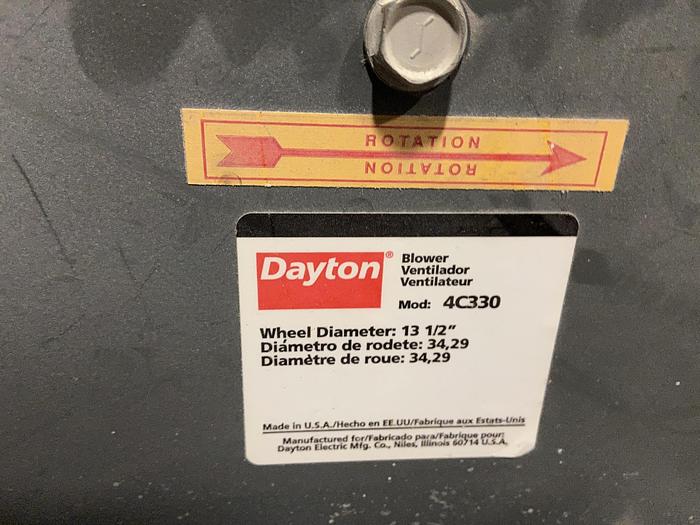 ROTATION
ROTATION
Dayton®
Blower
Ventilador
Ventilateur
Mod: 4C330
Wheel Diameter: 13 1/2"
Diámetro de rodete: 34,29
Diamètre de roue: 34,29
Made in U.S.A./Hecho en EE.UU/Fabrique aux Estats-Unis
Manufactured for/Fabricado para/Fabrique pour:
Dayton Electric Mfg. Co., Niles, Illinois 60714 U.S.A.